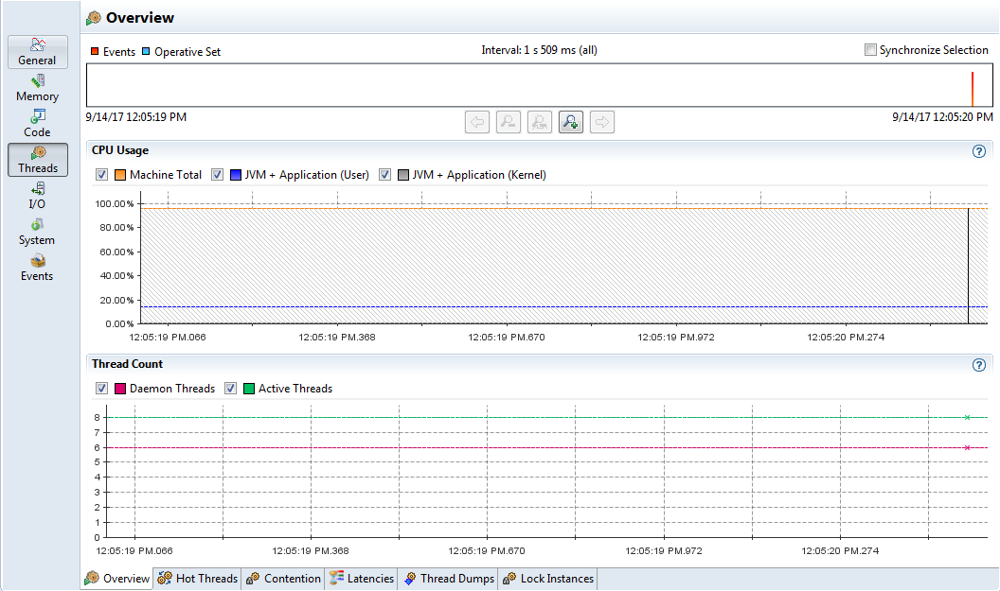 Overview
General
Memory
Code
Threads
I/O
System
Events
Events Operative Set Interval: 1 s 509 ms (all) Synchronize Selection
9/14/17 12:05:19 PM 9/14/17 12:05:20 PM
CPU Usage ?
Machine Total JVM + Application (User) JVM + Application (Kernel)
100.00%
80.00%
60.00%
40.00%
20.00%
0.00%
12:05:19 PM.066 12:05:19 PM.368 12:05:19 PM.670 12:05:19 PM.972 12:05:20 PM.274
Thread Count ?
Daemon Threads Active Threads
8
7
6
5
4
3
2
1
0
12:05:19 PM.066 12:05:19 PM.368 12:05:19 PM.670 12:05:19 PM.972 12:05:20 PM.274
Overview Hot Threads Contention Latencies Thread Dumps Lock Instances